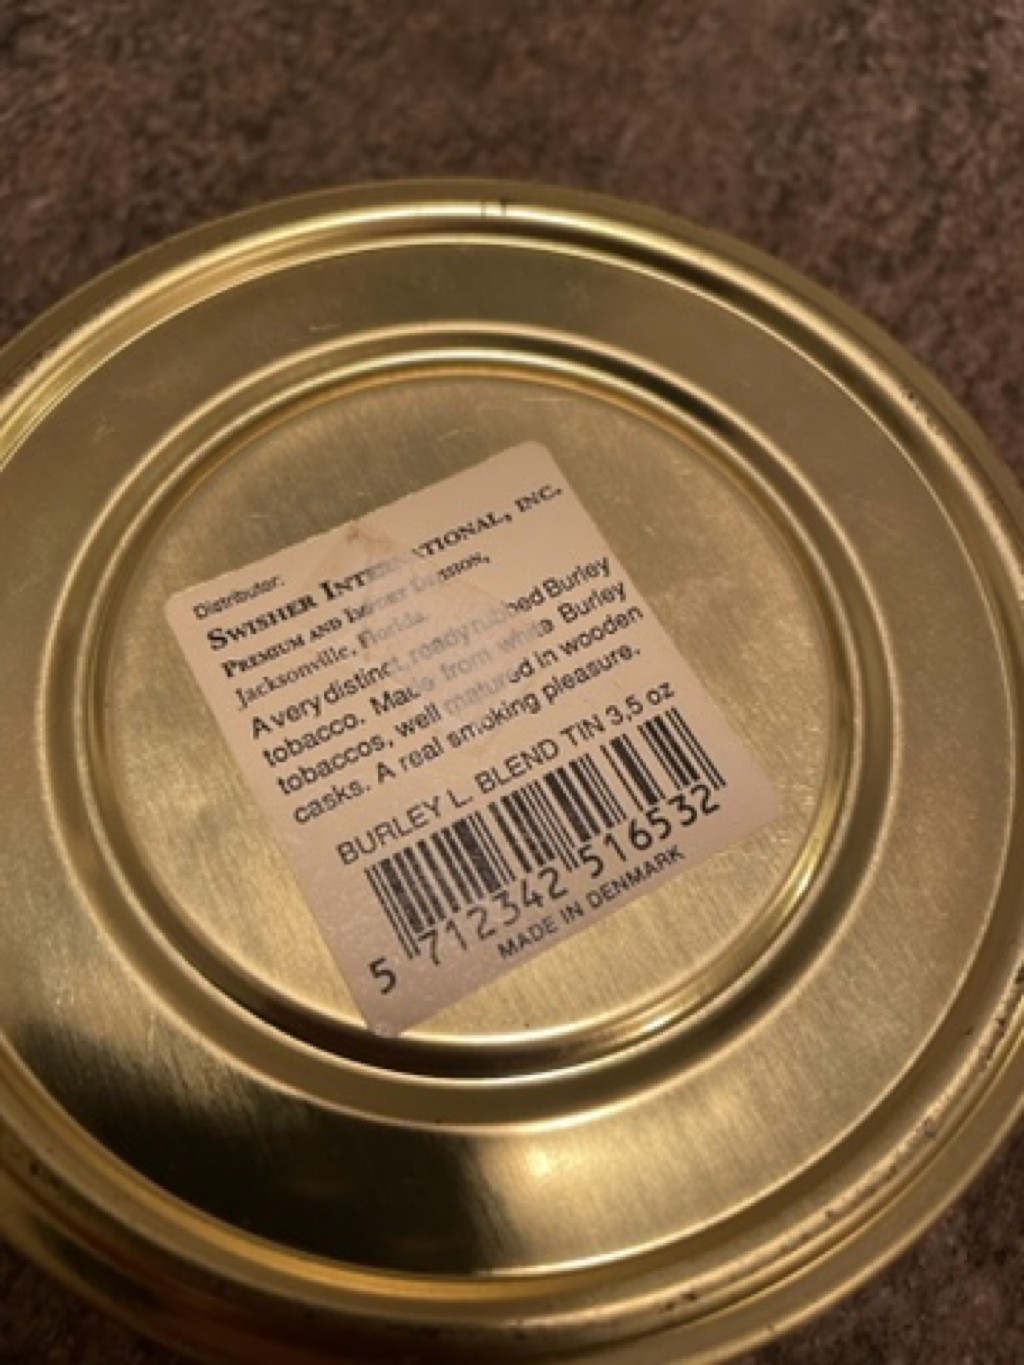 Distributor:
SWISHER INTERNATIONAL, INC.
PREMIUM AND IMPORT DIVISION,
Jacksonville, Florida
A very distinct, ready rubbed Burley
tobacco. Made from white Burley
tobaccos, well matured in wooden
casks. A real smoking pleasure.
BURLEY L. BLEND TIN 3,5 oz
5 712342 516532
MADE IN DENMARK